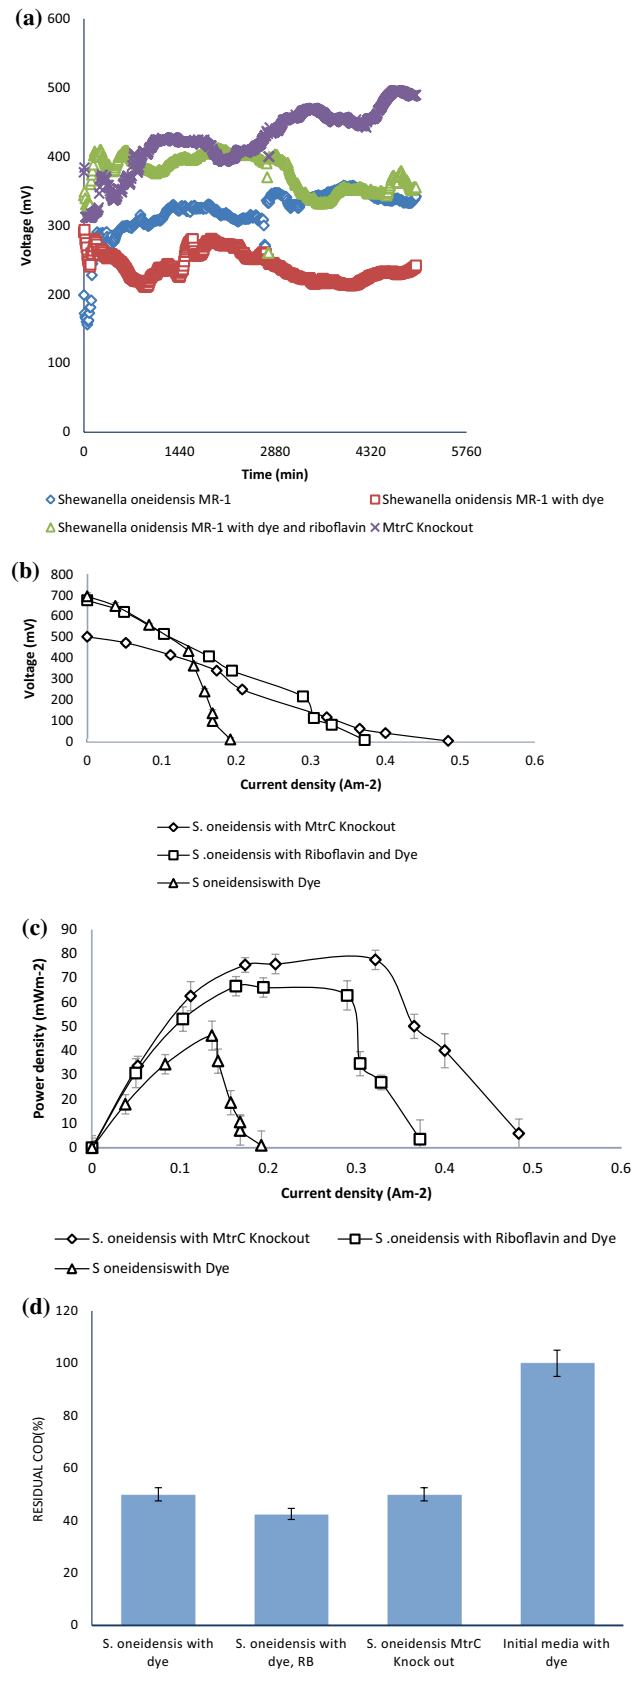 (a)
600
500
400
300
200
100
0
Voltage (mV)
0 1440 2880 4320 5760
Time (min)
Shewanella oneidensis MR-1
Shewanella onidensis MR-1 with dye
Shewanella onidensis MR-1 with dye and riboflavin
MtrC Knockout
(b)
800
700
600
500
400
300
200
100
0
Voltage (mV)
0 0.1 0.2 0.3 0.4 0.5 0.6
Current density (Am-2)
S. oneidensis with MtrC Knockout
S .oneidensis with Riboflavin and Dye
S oneidensiswith Dye
(c)
90
80
70
60
50
40
30
20
10
0
Power density (mWm-2)
0 0.1 0.2 0.3 0.4 0.5 0.6
Current density (Am-2)
S. oneidensis with MtrC Knockout
S .oneidensis with Riboflavin and Dye
S oneidensiswith Dye
(d)
120
100
80
60
40
20
0
RESIDUAL COD(%)
S. oneidensis with
dye
S. oneidensis with
dye, RB
S. oneidensis MtrC
Knock out
Initial media with
dye